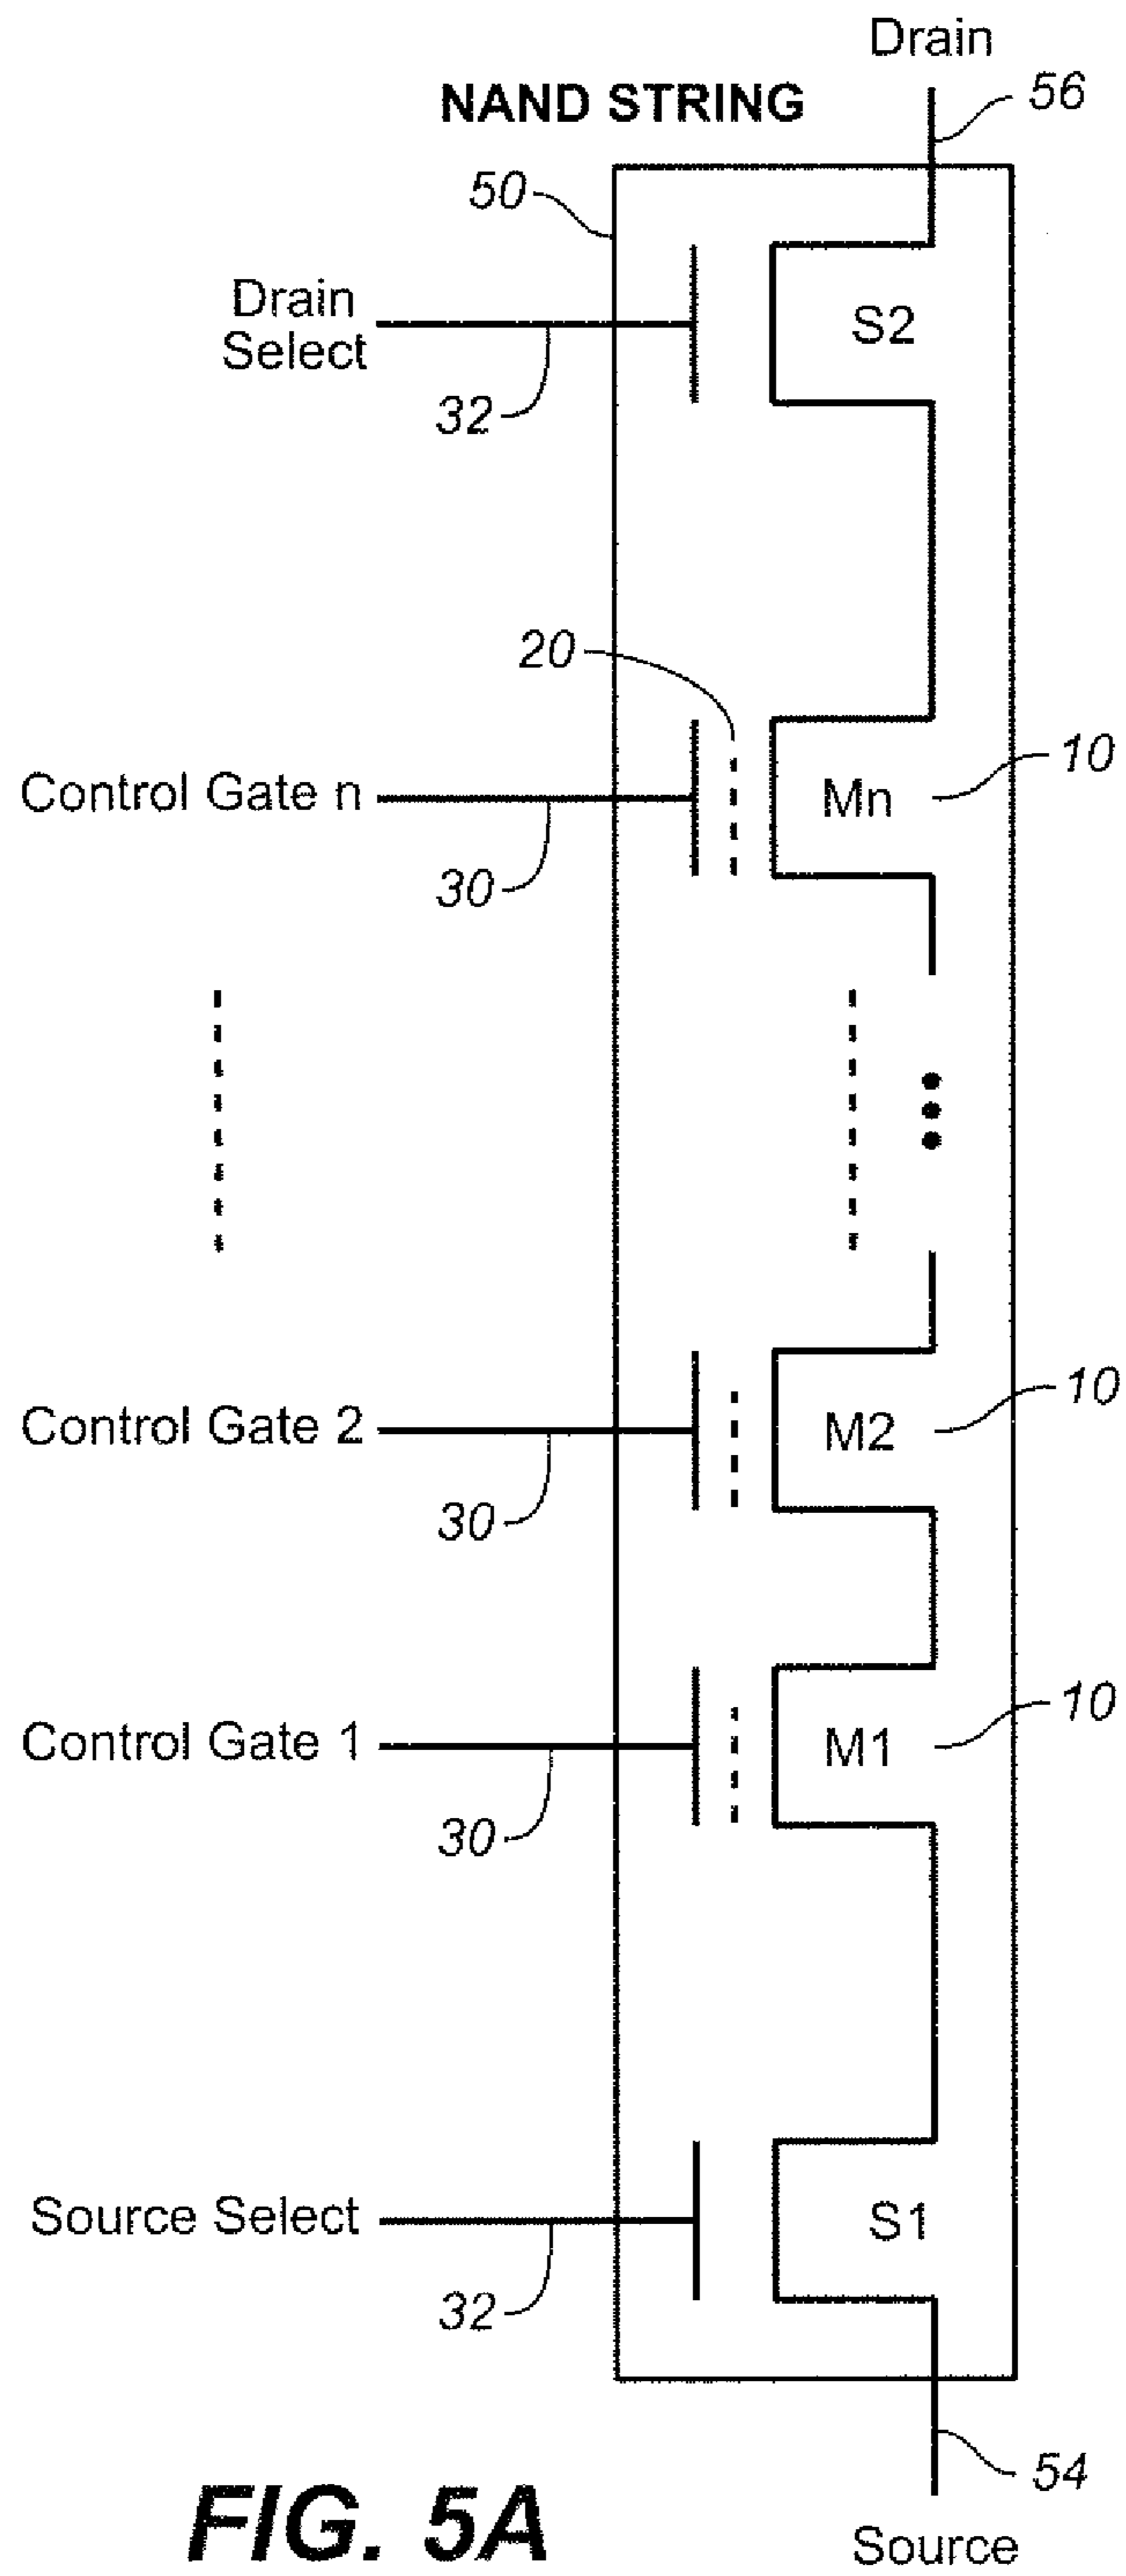 Drain
56
NAND STRING
50
Drain
Select
S2
32
20
10
Control Gate n
Mn
30
10
Control Gate 2
M2
30
10
Control Gate 1
M1
30
Source Select
S1
32
54
FIG. 5A
Source